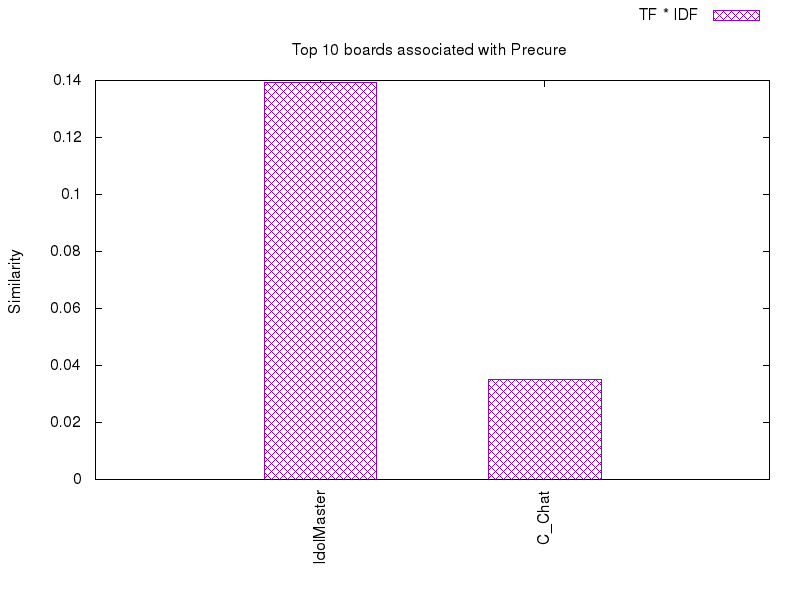 TF * IDF
Top 10 boards associated with Precure
Similarity
0.14
0.12
0.1
0.08
0.06
0.04
0.02
0
IdolMaster
C_Chat